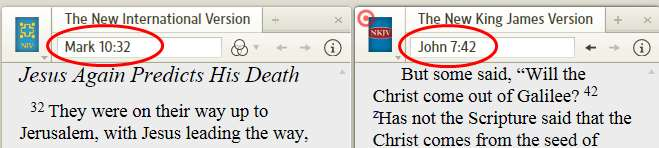 The New International Version
NKJV
Mark 10:32
Jesus Again Predicts His Death
32 They were on their way up to
Jerusalem, with Jesus leading the way,
The New King James Version
NKJV
John 7:42
But some said, “Will the
Christ come out of Galilee? 42
zHas not the Scripture said that the
Christ comes from the seed of